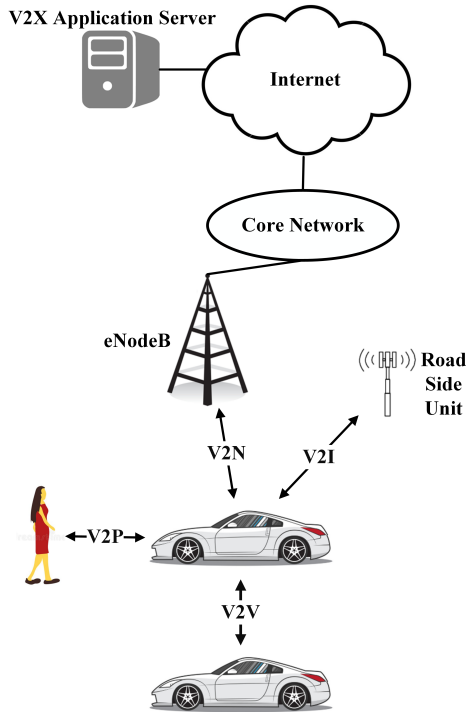 V2X Application Server
Internet
Core Network
eNodeB
Road
Side
Unit
V2N
V2I
V2P
V2V